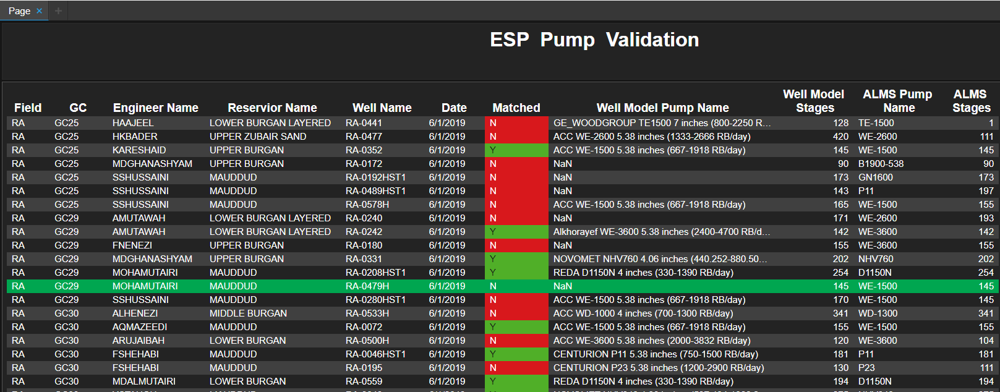 Page × +
ESP Pump Validation
Well Model ALMS Pump ALMS
Field GC Engineer Name Reservior Name Well Name Date Matched Well Model Pump Name Stages Name Stages
RA GC25 HAAJEEL LOWER BURGAN LAYERED RA-0441 6/1/2019 N GE_WOODGROUP TE1500 7 inches (800-2250 R... 128 TE-1500 1
RA GC25 HKBADER UPPER ZUBAIR SAND RA-0477 6/1/2019 N ACC WE-2600 5.38 inches (1333-2666 RB/day) 420 WE-2600 111
RA GC25 KARESHAID UPPER BURGAN RA-0352 6/1/2019 Y ACC WE-1500 5.38 inches (667-1918 RB/day) 145 WE-1500 145
RA GC25 MDGHANASHYAM UPPER BURGAN RA-0172 6/1/2019 N NaN 90 B1900-538 90
RA GC25 SSHUSSAINI MAUDDUD RA-0192HST1 6/1/2019 N NaN 173 GN1600 173
RA GC25 SSHUSSAINI MAUDDUD RA-0489HST1 6/1/2019 N NaN 143 P11 197
RA GC25 SSHUSSAINI MAUDDUD RA-0578H 6/1/2019 N ACC WE-1500 5.38 inches (667-1918 RB/day) 165 WE-1500 155
RA GC29 AMUTAWAH LOWER BURGAN LAYERED RA-0240 6/1/2019 N NaN 171 WE-2600 193
RA GC29 AMUTAWAH LOWER BURGAN LAYERED RA-0242 6/1/2019 Y Alkhorayef WE-3600 5.38 inches (2400-4700 RB/d... 142 WE-3600 142
RA GC29 FNENEZI UPPER BURGAN RA-0180 6/1/2019 N NaN 155 WE-3600 155
RA GC29 MDGHANASHYAM UPPER BURGAN RA-0331 6/1/2019 Y NOVOMET NHV760 4.06 inches (440.252-880.50... 202 NHV760 202
RA GC29 MOHAMUTAIRI MAUDDUD RA-0208HST1 6/1/2019 Y REDA D1150N 4 inches (330-1390 RB/day) 254 D1150N 254
RA GC29 MOHAMUTAIRI MAUDDUD RA-0479H 6/1/2019 N NaN 145 WE-1500 145
RA GC29 SSHUSSAINI MAUDDUD RA-0280HST1 6/1/2019 N ACC WE-1500 5.38 inches (667-1918 RB/day) 170 WE-1500 145
RA GC30 ALHENEZI MIDDLE BURGAN RA-0533H 6/1/2019 N ACC WD-1000 4 inches (700-1300 RB/day) 341 WD-1300 341
RA GC30 AQMAZEEDI MAUDDUD RA-0072 6/1/2019 Y ACC WE-1500 5.38 inches (667-1918 RB/day) 155 WE-1500 155
RA GC30 ARUJAIBAH LOWER BURGAN RA-0500H 6/1/2019 N ACC WE-3600 5.38 inches (2000-3832 RB/day) 120 WE-3600 104
RA GC30 FSHEHABI MAUDDUD RA-0046HST1 6/1/2019 Y CENTURION P11 5.38 inches (750-1500 RB/day) 181 P11 181
RA GC30 FSHEHABI MAUDDUD RA-0195 6/1/2019 N CENTURION P23 5.38 inches (1200-2900 RB/day) 130 P23 111
RA GC30 MDALMUTAIRI LOWER BURGAN RA-0559 6/1/2019 Y REDA D1150N 4 inches (330-1390 RB/day) 194 D1150N 194